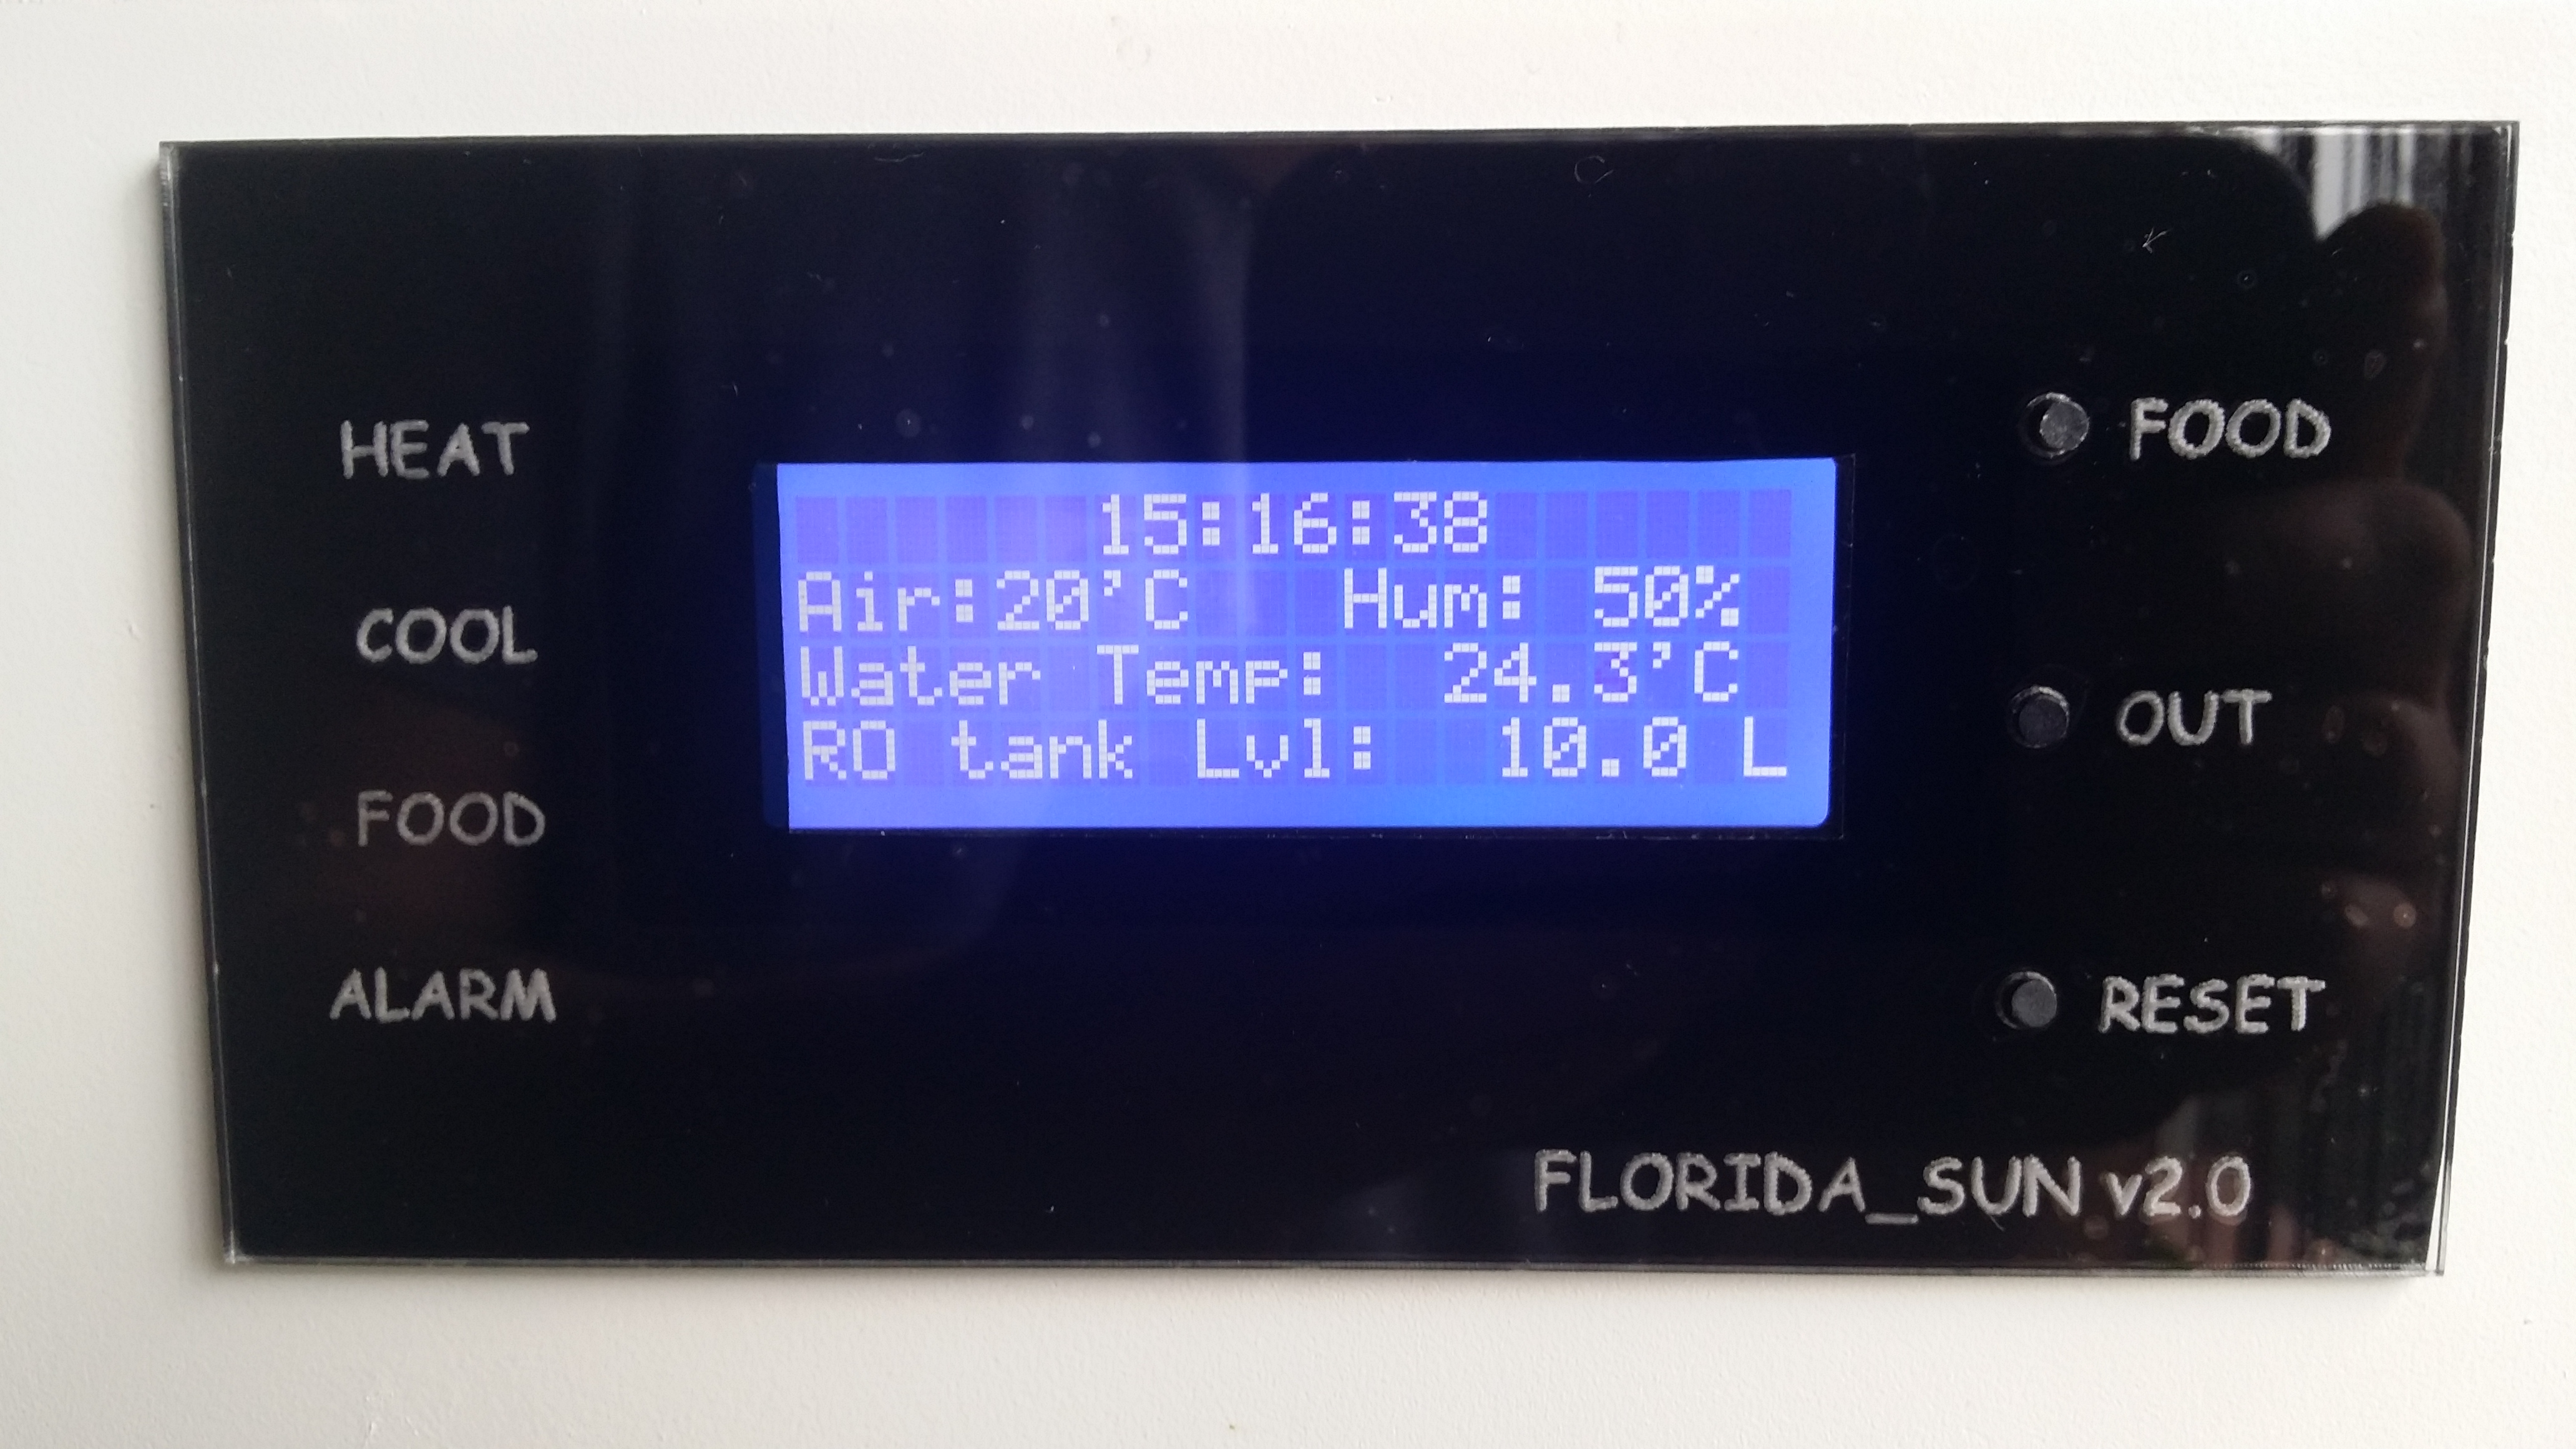 HEAT
COOL
FOOD
ALARM
15:16:38
Air:20'C Hum: 50%
Water Temp: 24.3'C
RO tank Lvl: 10.0 L
FOOD
OUT
RESET
FLORIDA_SUN v2.0